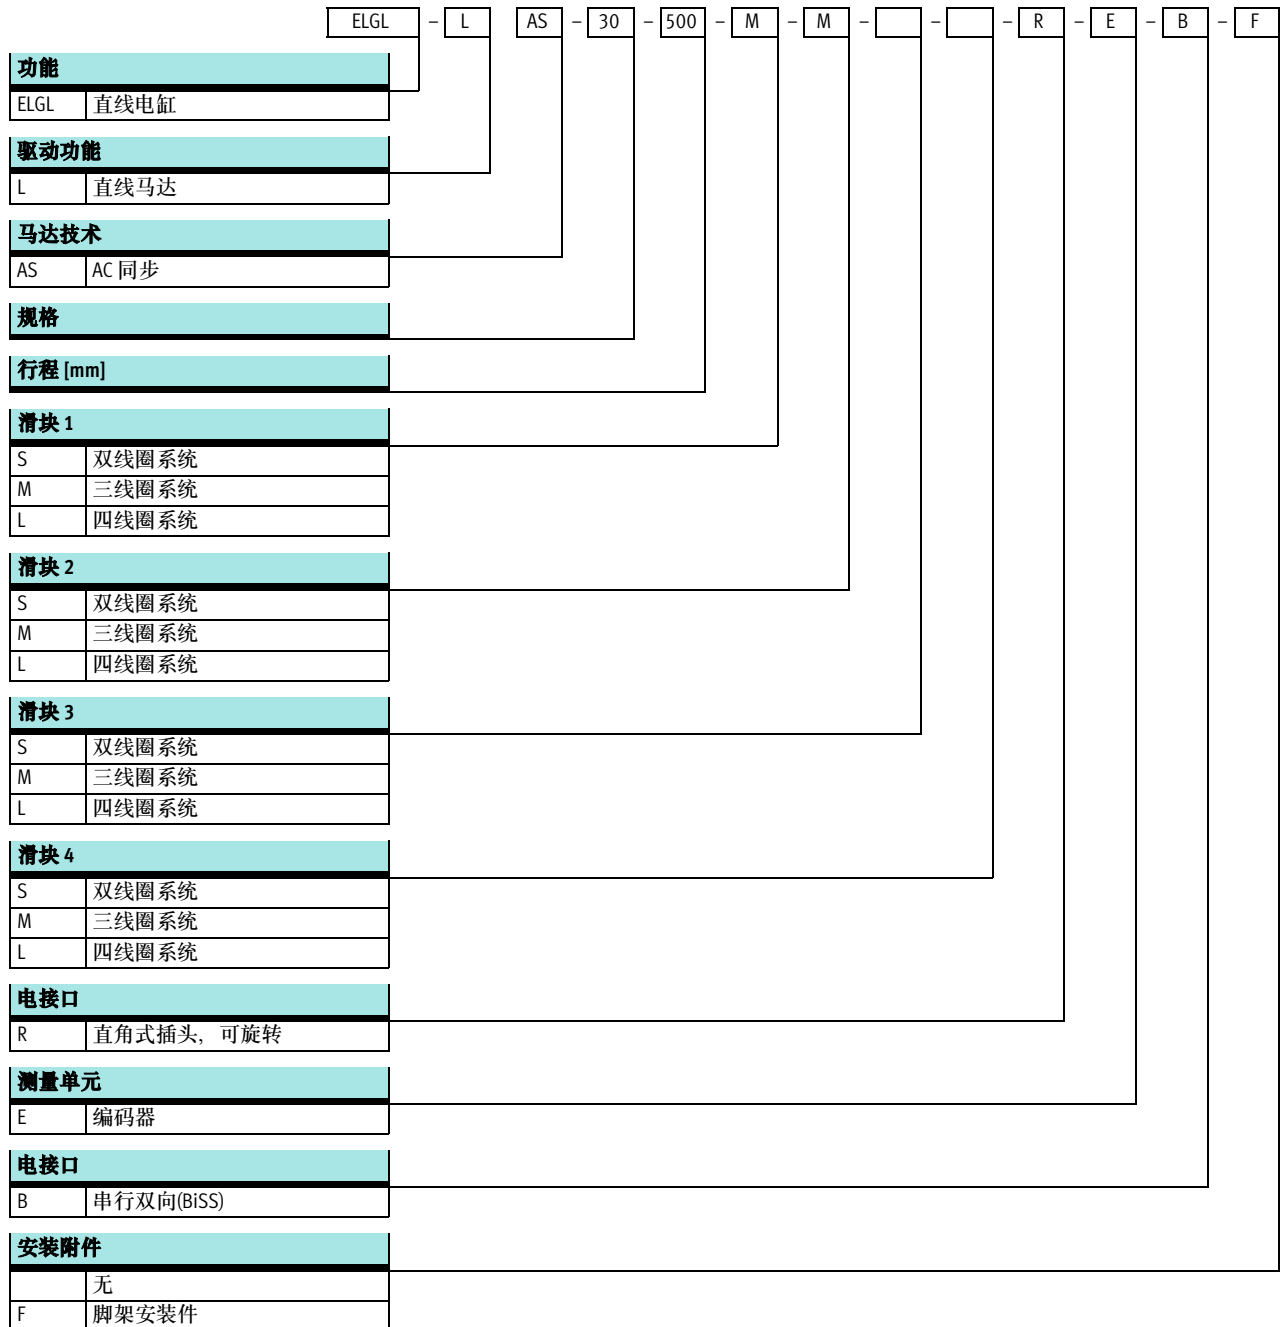 ELGL – L AS – 30 – 500 – M – M – – – R – E – B – F
功能
ELGL 直线电缸
驱动功能
L 直线马达
马达技术
AS AC 同步
规格
行程 [mm]
滑块 1
S 双线圈系统
M 三线圈系统
L 四线圈系统
滑块 2
S 双线圈系统
M 三线圈系统
L 四线圈系统
滑块 3
S 双线圈系统
M 三线圈系统
L 四线圈系统
滑块 4
S 双线圈系统
M 三线圈系统
L 四线圈系统
电接口
R 直角式插头，可旋转
测量单元
E 编码器
电接口
B 串行双向(BiSS)
安装附件
无
F 脚架安装件